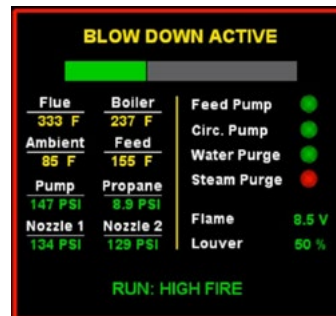 BLOW DOWN ACTIVE
Flue Boiler
333 F 237 F
Ambient Feed
85 F 155 F
Pump Propane
147 PSI 8.9 PSI
Nozzle 1 Nozzle 2
134 PSI 129 PSI
Feed Pump
Circ. Pump
Water Purge
Steam Purge
Flame 8.5 V
Louver 50 %
RUN: HIGH FIRE